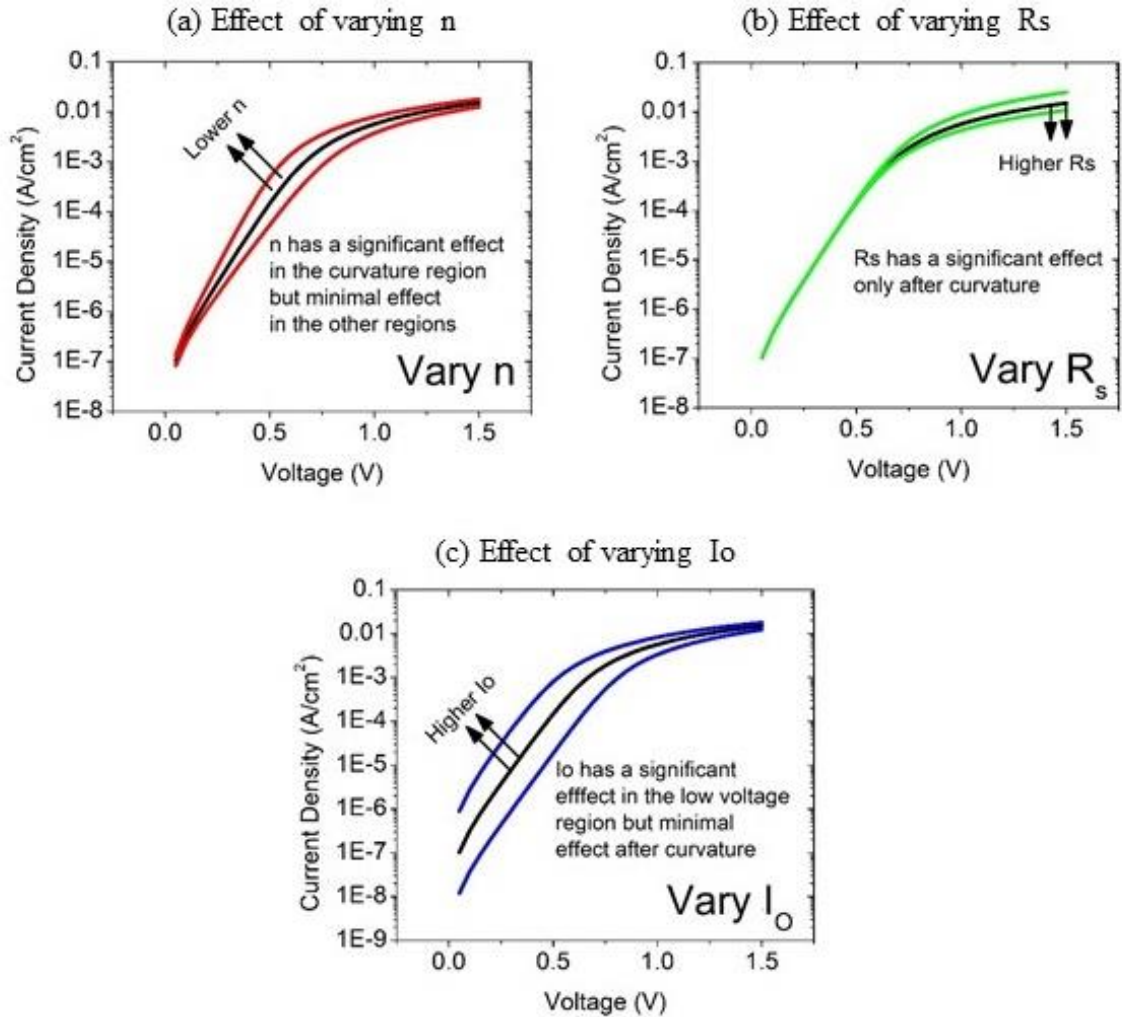 (a) Effect of varying n
0.1
0.01
1E-3
1E-4
1E-5
1E-6
1E-7
1E-8
Current Density (A/cm²)
Lower n
n has a significant effect
in the curvature region
but minimal effect
in the other regions
Vary n
0.0 0.5 1.0 1.5
Voltage (V)
(b) Effect of varying Rs
0.1
0.01
1E-3
1E-4
1E-5
1E-6
1E-7
1E-8
Current Density (A/cm²)
Higher Rs
Rs has a significant effect
only after curvature
Vary Rs
0.0 0.5 1.0 1.5
Voltage (V)
(c) Effect of varying Io
0.1
0.01
1E-3
1E-4
1E-5
1E-6
1E-7
1E-8
1E-9
Current Density (A/cm²)
Higher Io
Io has a significant
efffect in the low voltage
region but minimal
effect after curvature
Vary IO
0.0 0.5 1.0 1.5
Voltage (V)